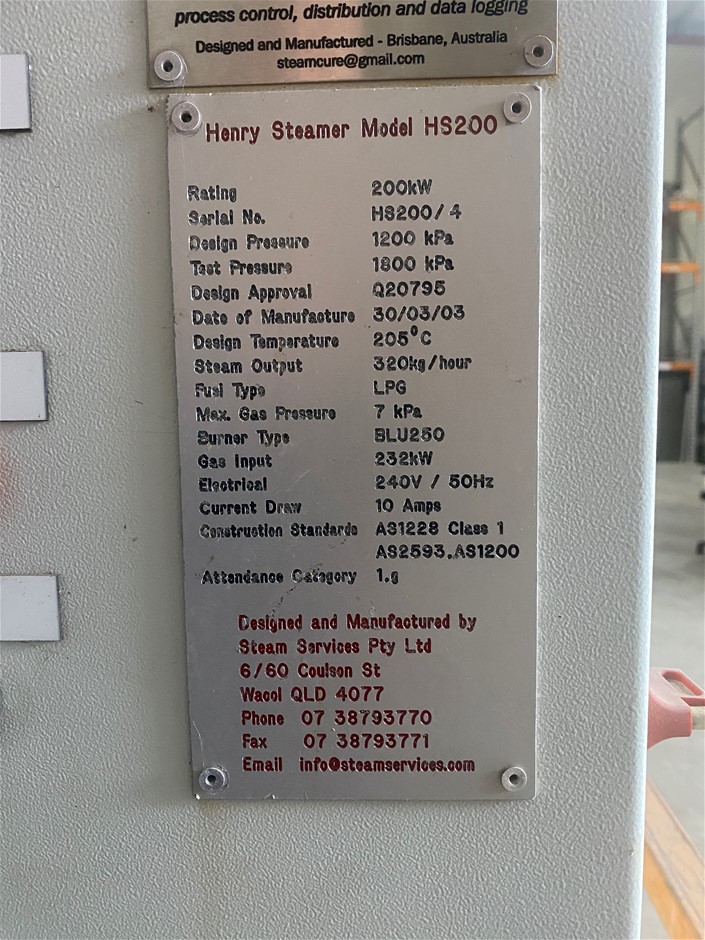 process control, distribution and data logging
Designed and Manufactured - Brisbane, Australia
steamcure@gmail.com
Henry Steamer Model HS200
Rating 200kW
Serial No. HS200/4
Design Pressure 1200 kPa
Test Pressure 1800 kPa
Design Approval Q20795
Date of Manufacture 30/03/03
Design Temperature 205°C
Steam Output 320kg/hour
Fuel Type LPG
Max. Gas Pressure 7 kPa
Burner Type BLU250
Gas Input 232kW
Electrical 240V / 50Hz
Current Draw 10 Amps
Construction Standards AS1228 Class 1
AS2593.AS1200
Attendance Category 1.g
Designed and Manufactured by
Steam Services Pty Ltd
6/60 Coulson St
Wacol QLD 4077
Phone 07 38793770
Fax 07 38793771
Email info@steamservices.com